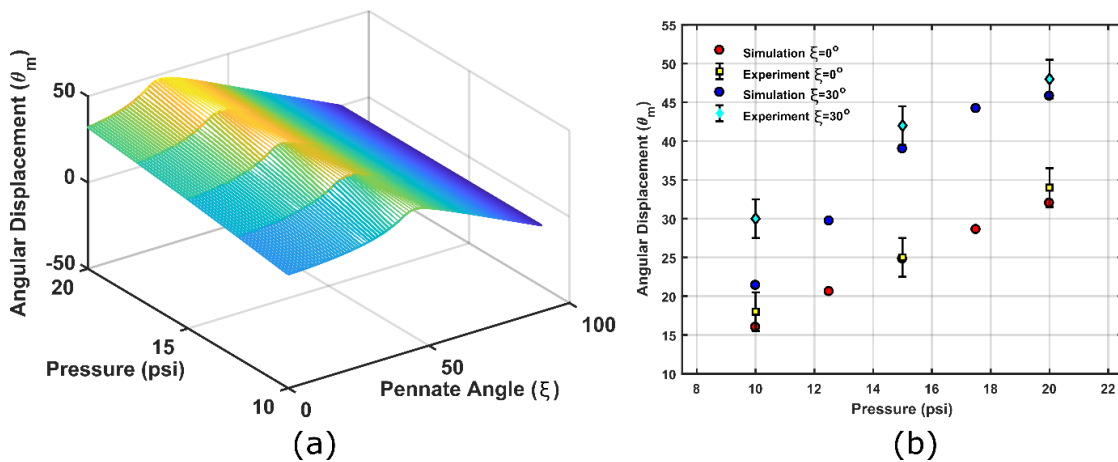 Angular Displacement (θm)
50
0
-50
20
15
10
Pressure (psi)
0
50
100
Pennate Angle (ξ)
(a)
Angular Displacement (θm)
50
45
40
35
30
25
20
15
10
Simulation ξ=0°
Experiment ξ=0°
Simulation ξ=30°
Experiment ξ=30°
8 10 12 14 16 18 20 22
Pressure (psi)
(b)